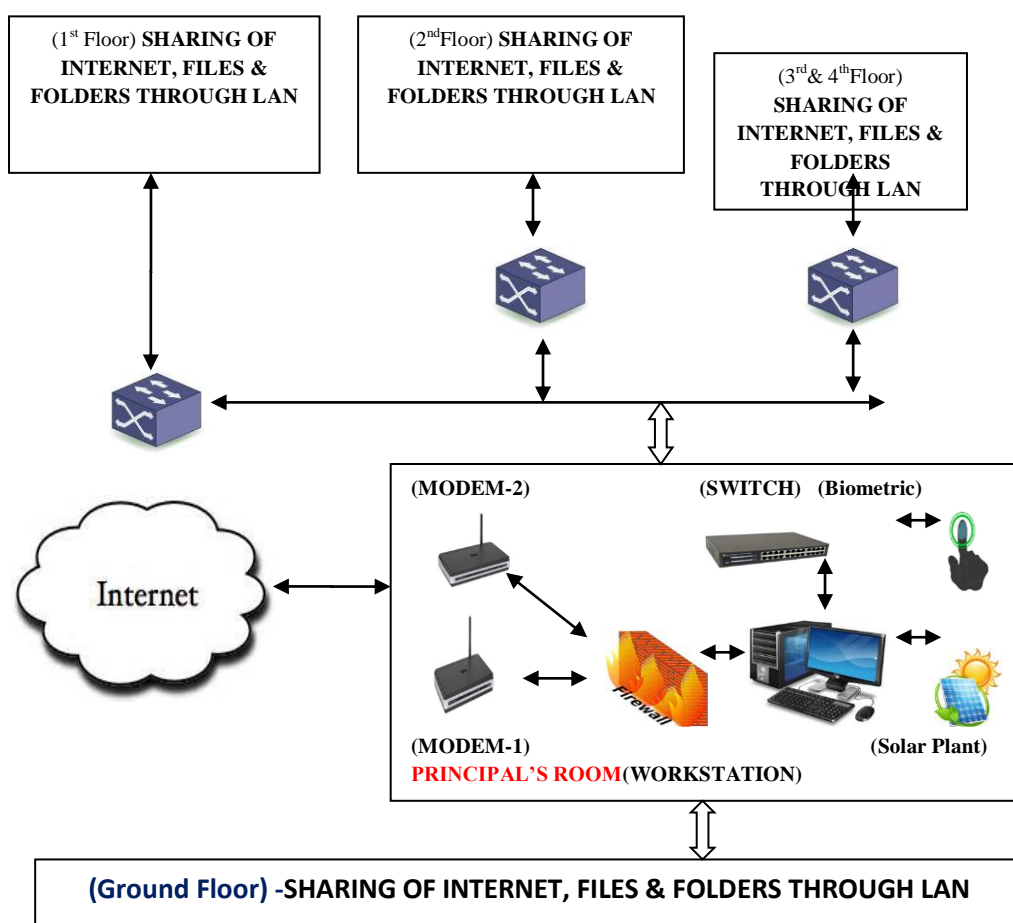 (1st Floor) SHARING OF
INTERNET, FILES &
FOLDERS THROUGH LAN
(2ndFloor) SHARING OF
INTERNET, FILES &
FOLDERS THROUGH LAN
(3rd& 4thFloor)
SHARING OF
INTERNET, FILES &
FOLDERS
THROUGH LAN
Internet
(MODEM-2)
(SWITCH) (Biometric)
Firewall
(MODEM-1)
(Solar Plant)
PRINCIPAL'S ROOM(WORKSTATION)
(Ground Floor) -SHARING OF INTERNET, FILES & FOLDERS THROUGH LAN